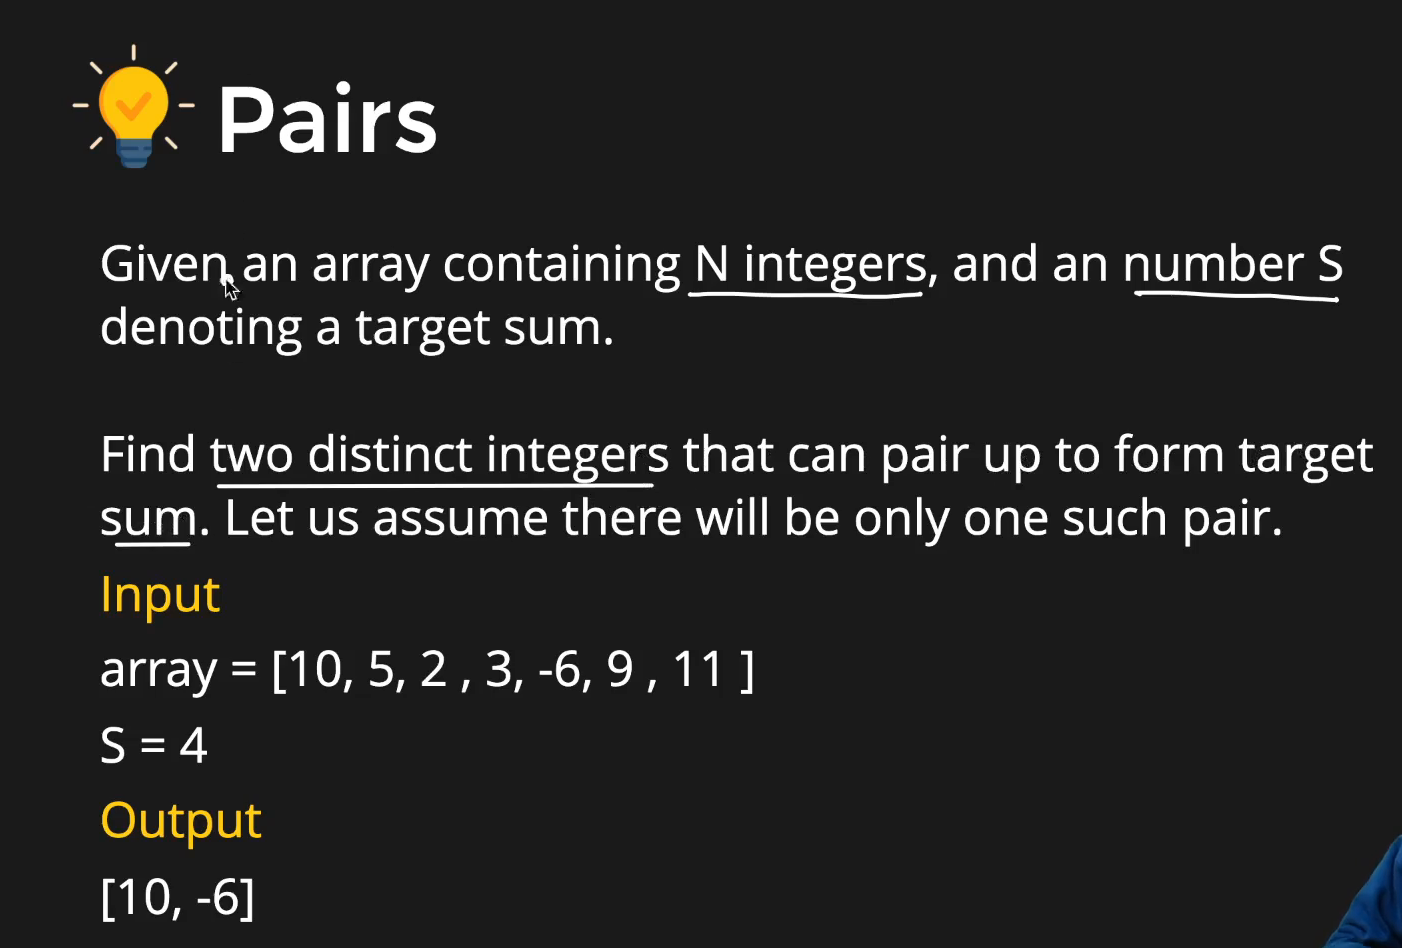 Pairs
Given an array containing N integers, and an number S
denoting a target sum.
Find two distinct integers that can pair up to form target
sum. Let us assume there will be only one such pair.
Input
array = [10, 5, 2 , 3, -6, 9 , 11 ]
S = 4
Output
[10, -6]